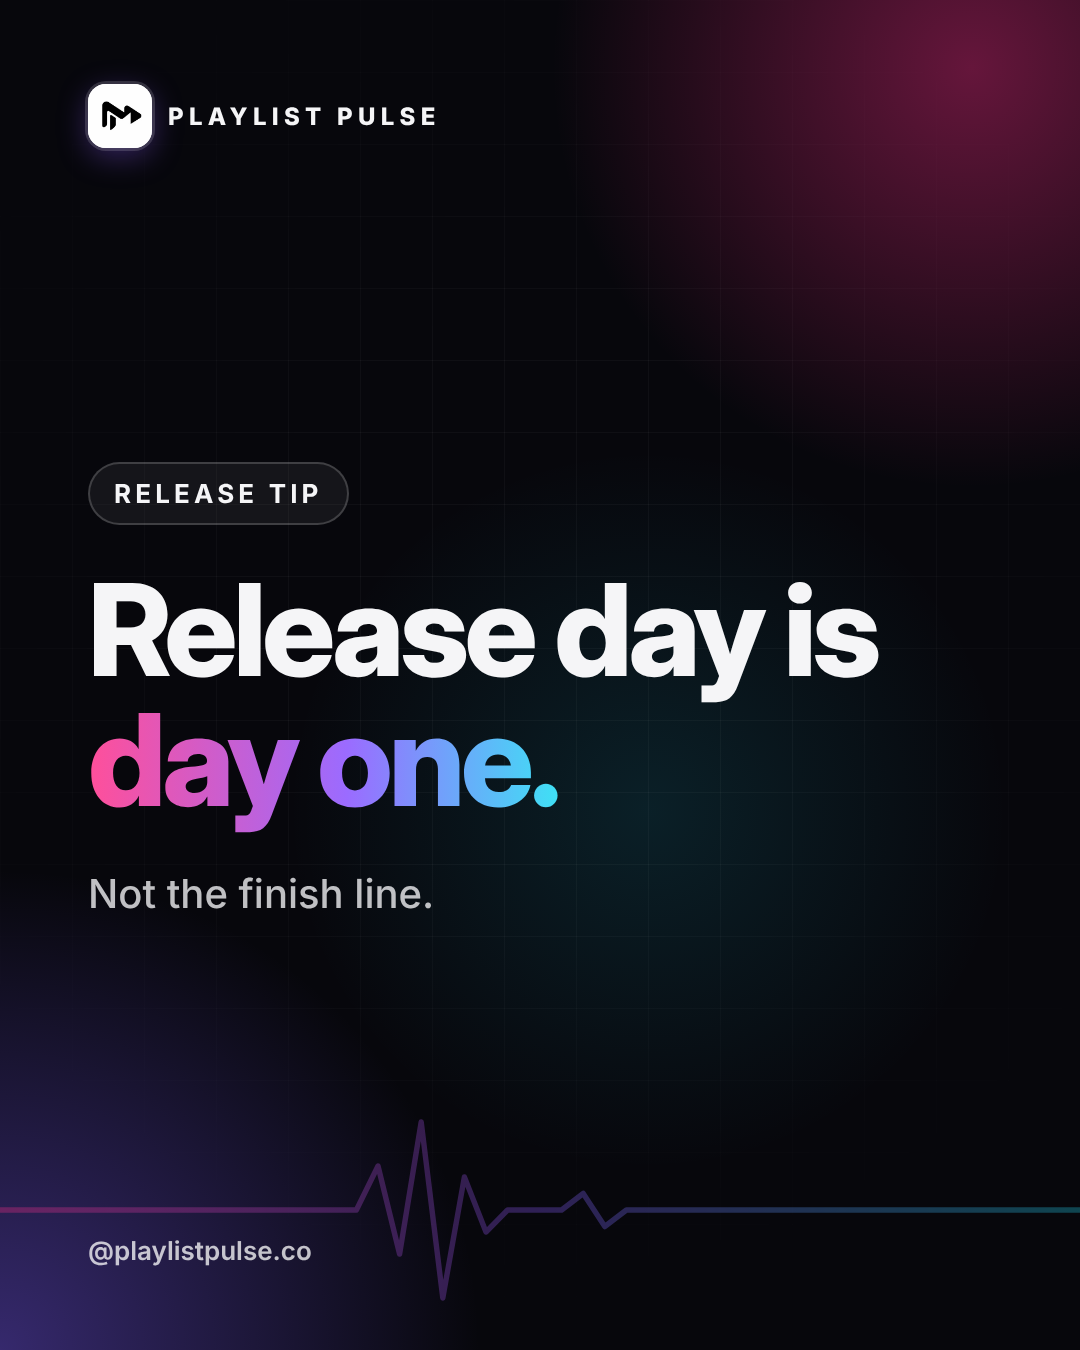 PLAYLIST PULSE
RELEASE TIP
Release day is
day one.
Not the finish line.
@playlistpulse.co